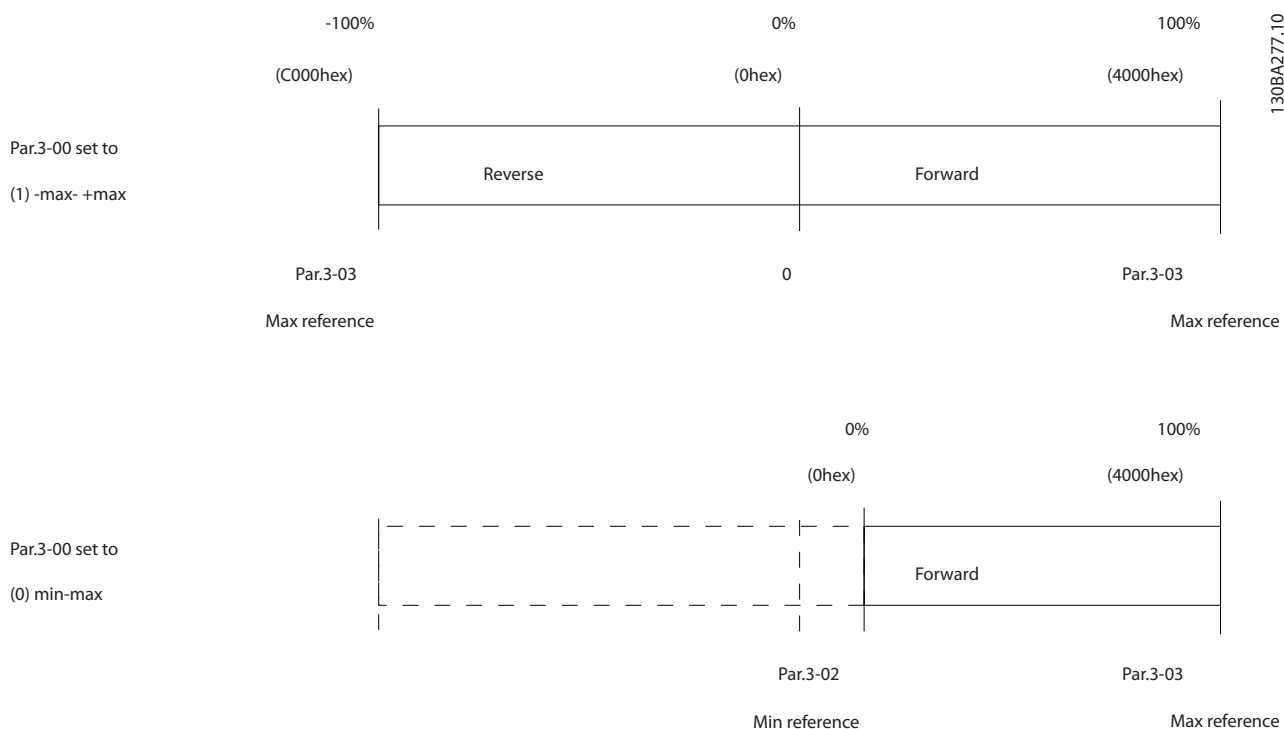 -100% 0% 100%
(C000hex) (0hex) (4000hex)
130BA277.10
Par.3-00 set to
(1) -max- +max
Reverse Forward
Par.3-03 0 Par.3-03
Max reference Max reference
0% 100%
(0hex) (4000hex)
Par.3-00 set to
(0) min-max
Forward
Par.3-02 Par.3-03
Min reference Max reference